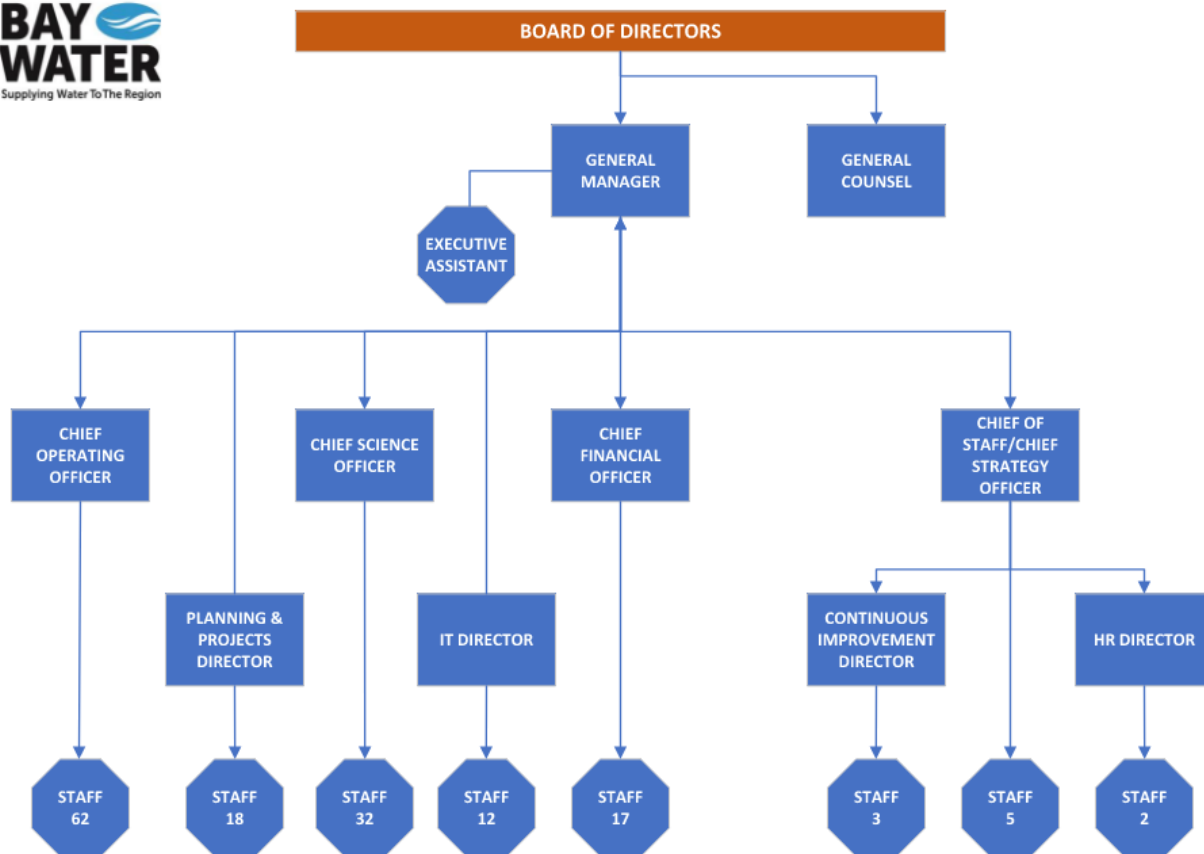 BAY
WATER
Supplying Water To The Region
BOARD OF DIRECTORS
GENERAL
MANAGER
GENERAL
COUNSEL
EXECUTIVE
ASSISTANT
CHIEF
OPERATING
OFFICER
CHIEF SCIENCE
OFFICER
CHIEF
FINANCIAL
OFFICER
CHIEF OF
STAFF/CHIEF
STRATEGY
OFFICER
PLANNING &
PROJECTS
DIRECTOR
IT DIRECTOR
CONTINUOUS
IMPROVEMENT
DIRECTOR
HR DIRECTOR
STAFF
62
STAFF
18
STAFF
32
STAFF
12
STAFF
17
STAFF
3
STAFF
5
STAFF
2